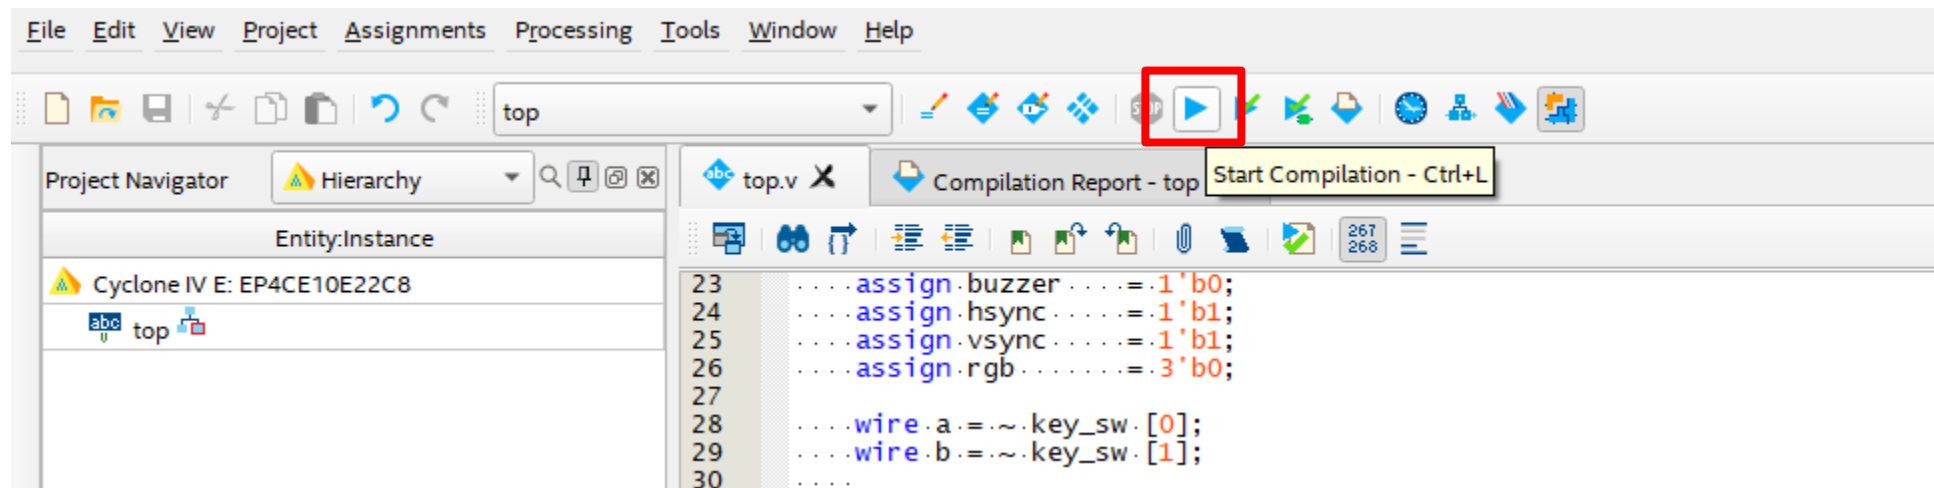 File Edit View Project Assignments Processing Tools Window Help
top STOP
Project Navigator Hierarchy abc top.v Compilation Report - top Start Compilation - Ctrl+L
Entity:Instance {} 267
268
Cyclone IV E: EP4CE10E22C8
abc top
23 assign buzzer = 1'b0;
24 assign hsync = 1'b1;
25 assign vsync = 1'b1;
26 assign rgb = 3'b0;
27
28 wire a = ~ key_sw [0];
29 wire b = ~ key_sw [1];
30